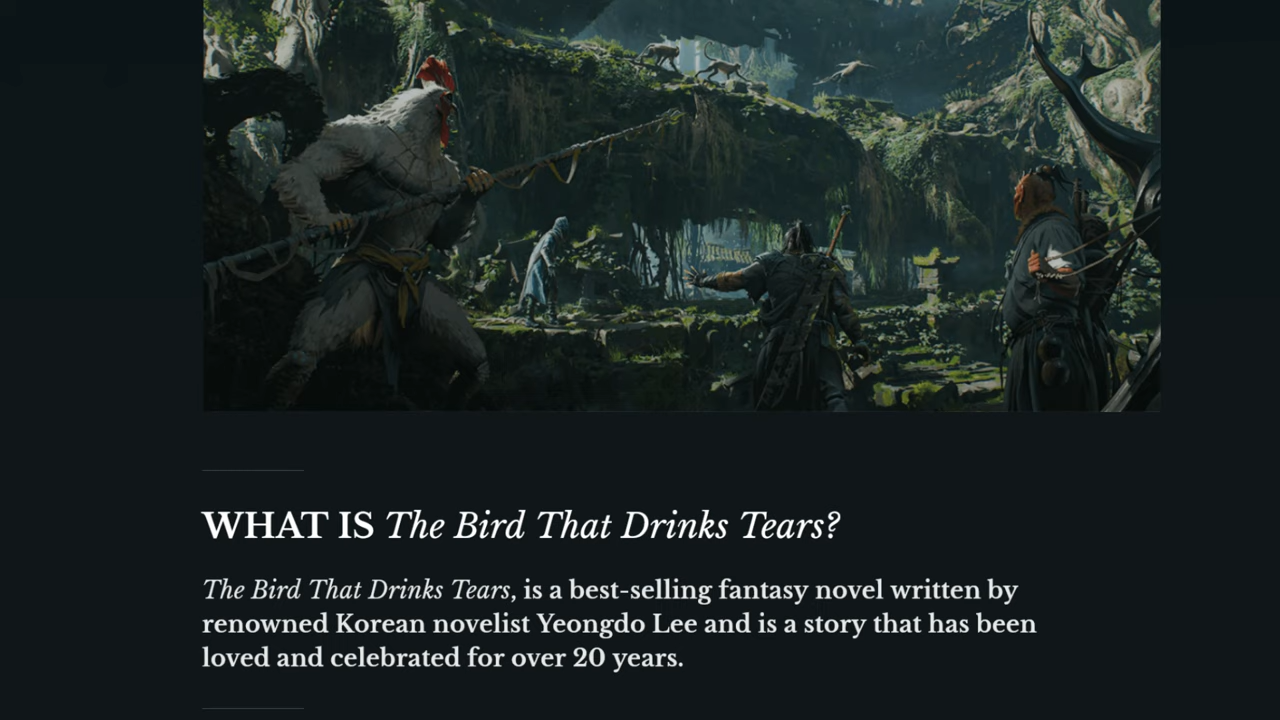 WHAT IS The Bird That Drinks Tears?
The Bird That Drinks Tears, is a best-selling fantasy novel written by
renowned Korean novelist Yeongdo Lee and is a story that has been
loved and celebrated for over 20 years.